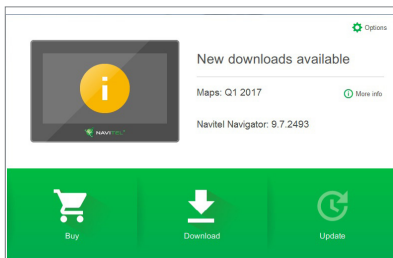 Options
New downloads available
Maps: Q1 2017
More info
Navitel Navigator: 9.7.2493
NAVITEL
Buy
Download
Update